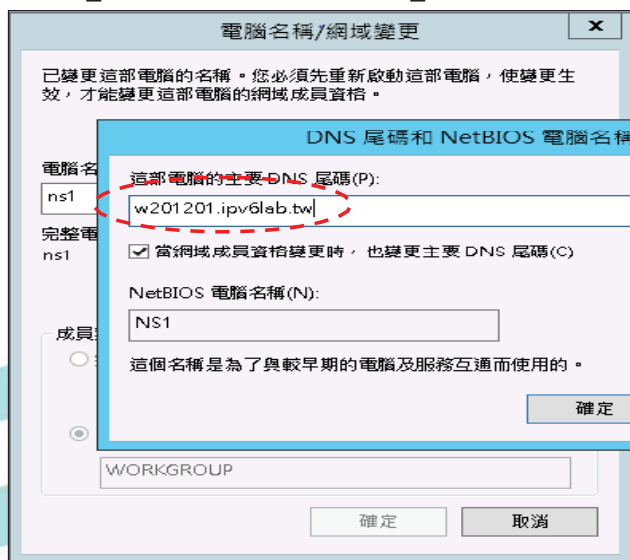 電腦名稱/網域變更
x
已變更這部電腦的名稱。您必須先重新啟動這部電腦，使變更生
效，才能變更這部電腦的網域成員資格。
DNS 尾碼和 NetBIOS 電腦名稱
電腦名
這部電腦的主要 DNS 尾碼(P):
ns1
w201201.ipv6lab.tw
完整電
當網域成員資格變更時，也變更主要 DNS 尾碼(C)
ns1
NetBIOS 電腦名稱(N):
NS1
成員
這個名稱是為了與較早期的電腦及服務互通而使用的。
確定
WORKGROUP
確定
取消